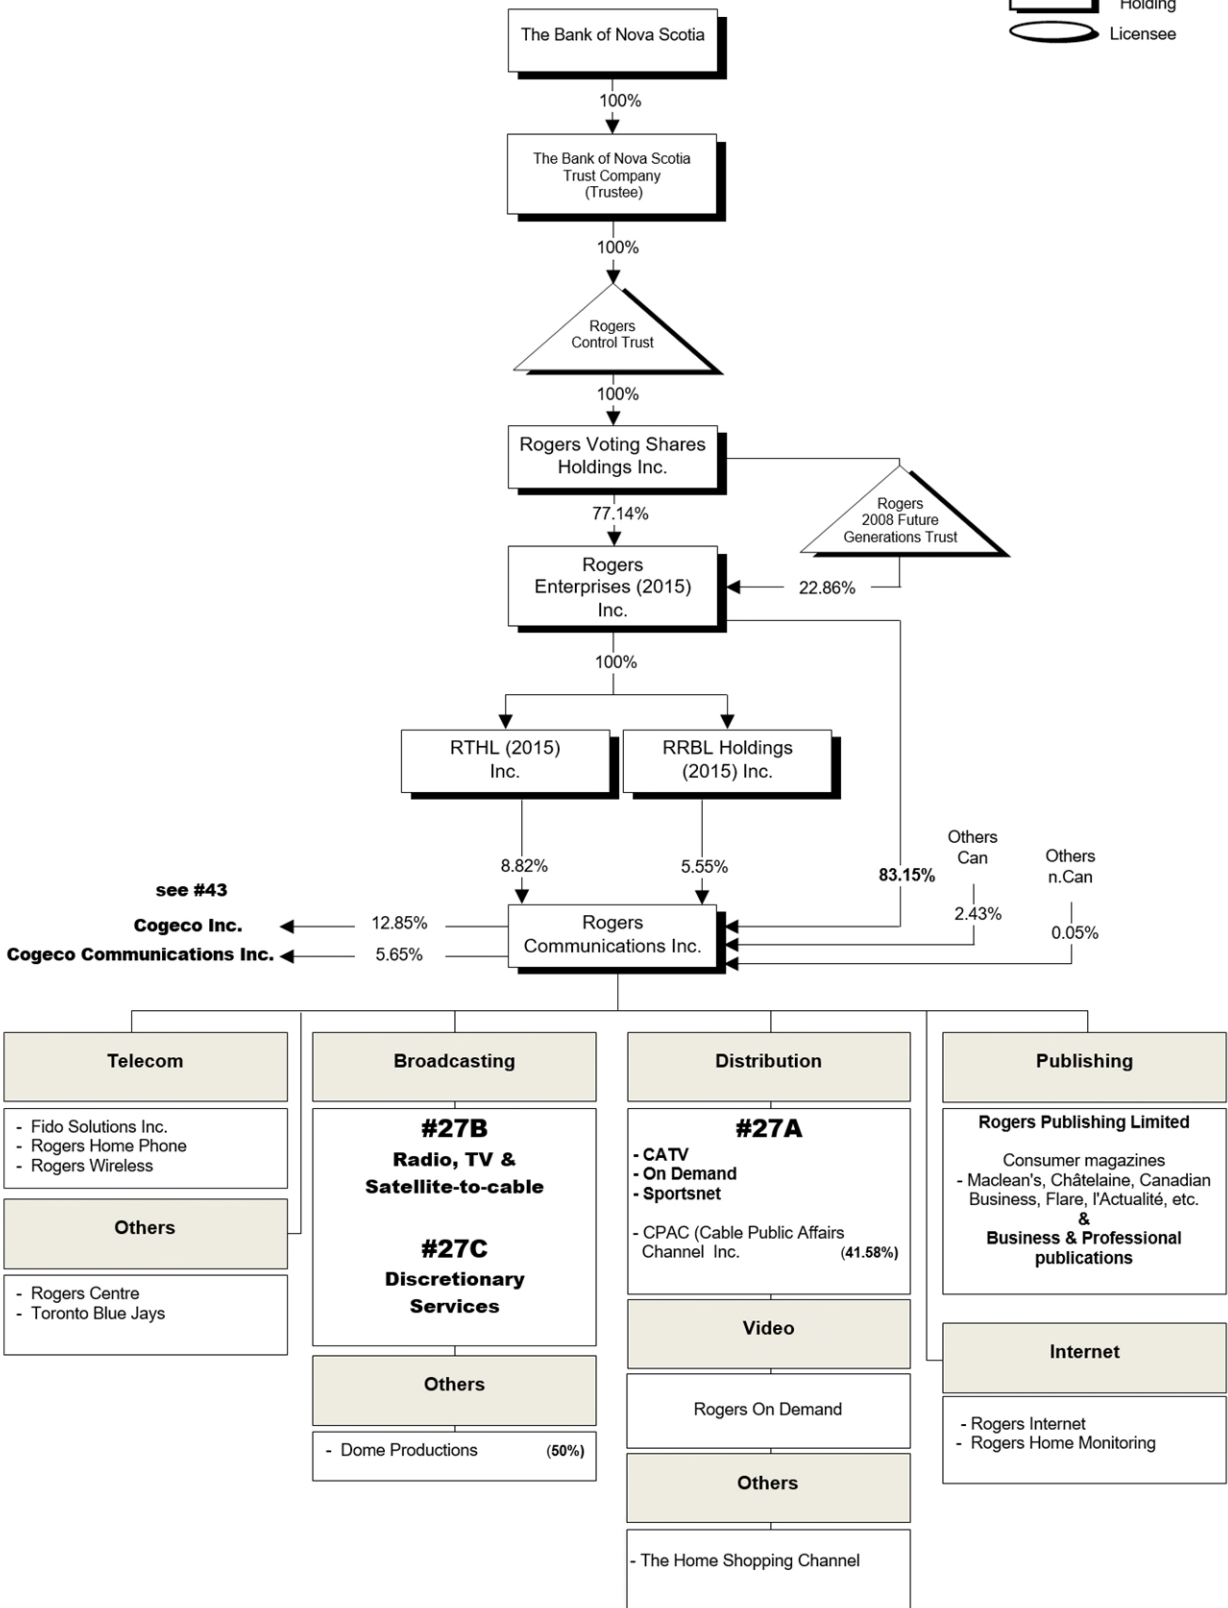 Holding
Licensee
The Bank of Nova Scotia
100%
The Bank of Nova Scotia
Trust Company
(Trustee)
100%
Rogers
Control Trust
100%
Rogers Voting Shares
Holdings Inc.
77.14%
Rogers
2008 Future
Generations Trust
Rogers
Enterprises (2015)
Inc.
22.86%
100%
RTHL (2015)
Inc.
RRBL Holdings
(2015) Inc.
8.82%
5.55%
83.15%
Others
Can
2.43%
Others
n.Can
0.05%
see #43
Cogeco Inc.
12.85%
Cogeco Communications Inc.
5.65%
Rogers
Communications Inc.
Telecom
- Fido Solutions Inc.
- Rogers Home Phone
- Rogers Wireless
Others
- Rogers Centre
- Toronto Blue Jays
Broadcasting
#27B
Radio, TV &
Satellite-to-cable
#27C
Discretionary
Services
Others
- Dome Productions (50%)
Distribution
#27A
- CATV
- On Demand
- Sportsnet
- CPAC (Cable Public Affairs
Channel Inc. (41.58%)
Video
Rogers On Demand
Others
- The Home Shopping Channel
Publishing
Rogers Publishing Limited
Consumer magazines
- Maclean's, Châtelaine, Canadian
Business, Flare, l'Actualité, etc.
&
Business & Professional
publications
Internet
- Rogers Internet
- Rogers Home Monitoring